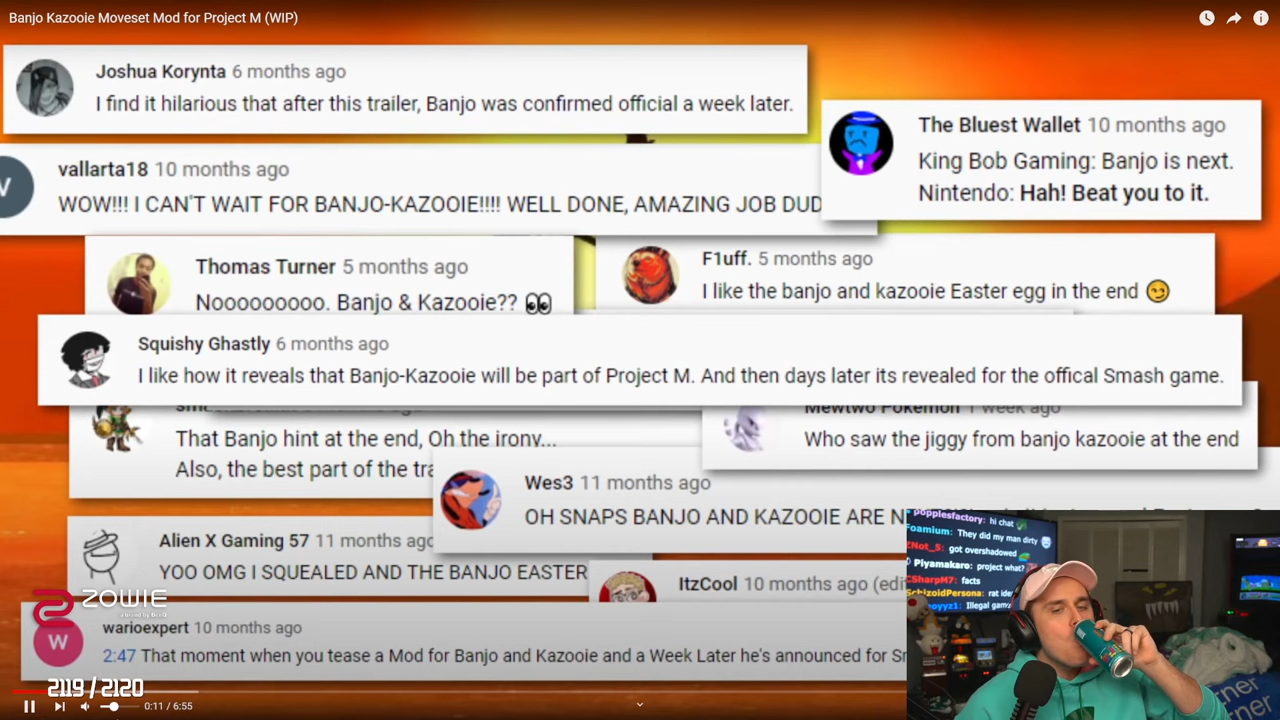 Banjo Kazooie Moveset Mod for Project M (WIP)
Joshua Korynta 6 months ago
I find it hilarious that after this trailer, Banjo was confirmed official a week later.
The Bluest Wallet 10 months ago
King Bob Gaming: Banjo is next.
Nintendo: Hah! Beat you to it.
V
vallarta18 10 months ago
WOW!!! I CAN'T WAIT FOR BANJO-KAZOOIE!!!! WELL DONE, AMAZING JOB DUD
Thomas Turner 5 months ago
Nooooooooo. Banjo & Kazooie?? 👀
F1uff. 5 months ago
I like the banjo and kazooie Easter egg in the end 😏
Squishy Ghastly 6 months ago
I like how it reveals that Banjo-Kazooie will be part of Project M. And then days later its revealed for the offical Smash game.
Mewtwo Pokemon 1 week ago
Who saw the jiggy from banjo kazooie at the end
That Banjo hint at the end, Oh the irony...
Also, the best part of the tra
Wes3 11 months ago
OH SNAPS BANJO AND KAZOOIE ARE N
Alien X Gaming 57 11 months ago
YOO OMG I SQUEALED AND THE BANJO EASTER
ItzCool 10 months ago (edi
ZOWIE
W
warioexpert 10 months ago
2:47 That moment when you tease a Mod for Banjo and Kazooie and a Week Later he's announced for Sr
2119 / 2120
0:11 / 6:55
popplesfactory: hi chat
Foamium: They did my man dirty
got overshadowed
Piyamakaro: project what?
CSharpM7: facts
SchizoidPersona: rat
Illegal